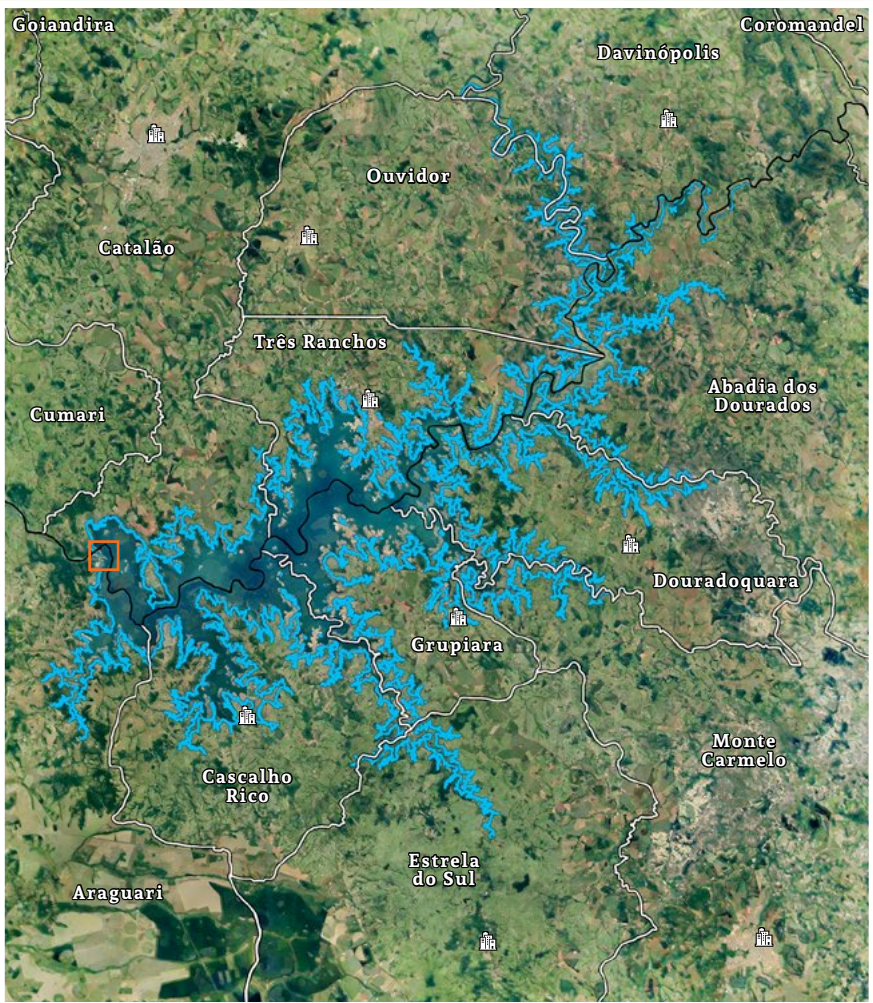 Goiandira
Coromandel
Davinópolis
Ouvidor
Catalão
Três Ranchos
Abadia dos
Dourados
Cumari
Douradoquara
Grupiara
Monte
Carmelo
Cascalho
Rico
Estrela
do Sul
Araguari